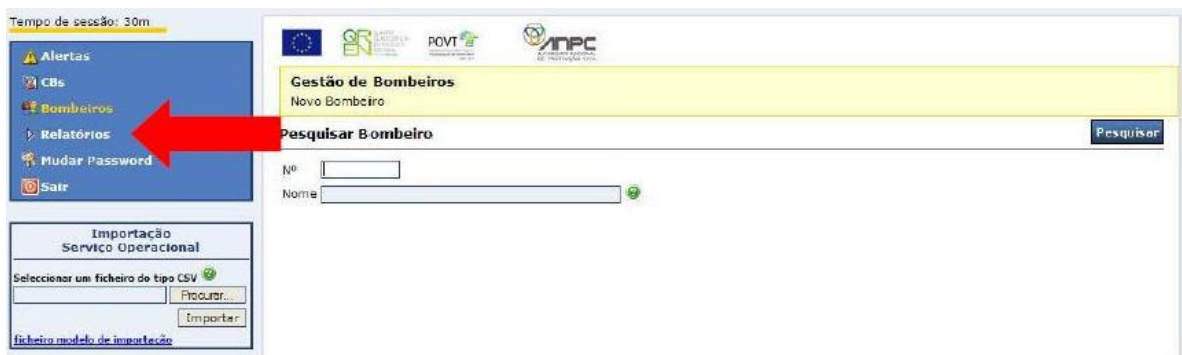 Tempo de sessão: 30m
Alertas
CBs
Bombeiros
Relatórios
Mudar Password
Sair
Importação
Serviço Operacional
Seleccionar um ficheiro do tipo CSV
Procurar...
Importar
ficheiro modelo de importação
QREN
POVT
ANPC
Gestão de Bombeiros
Novo Bombeiro
Pesquisar Bombeiro
Pesquisar
Nº
Nome